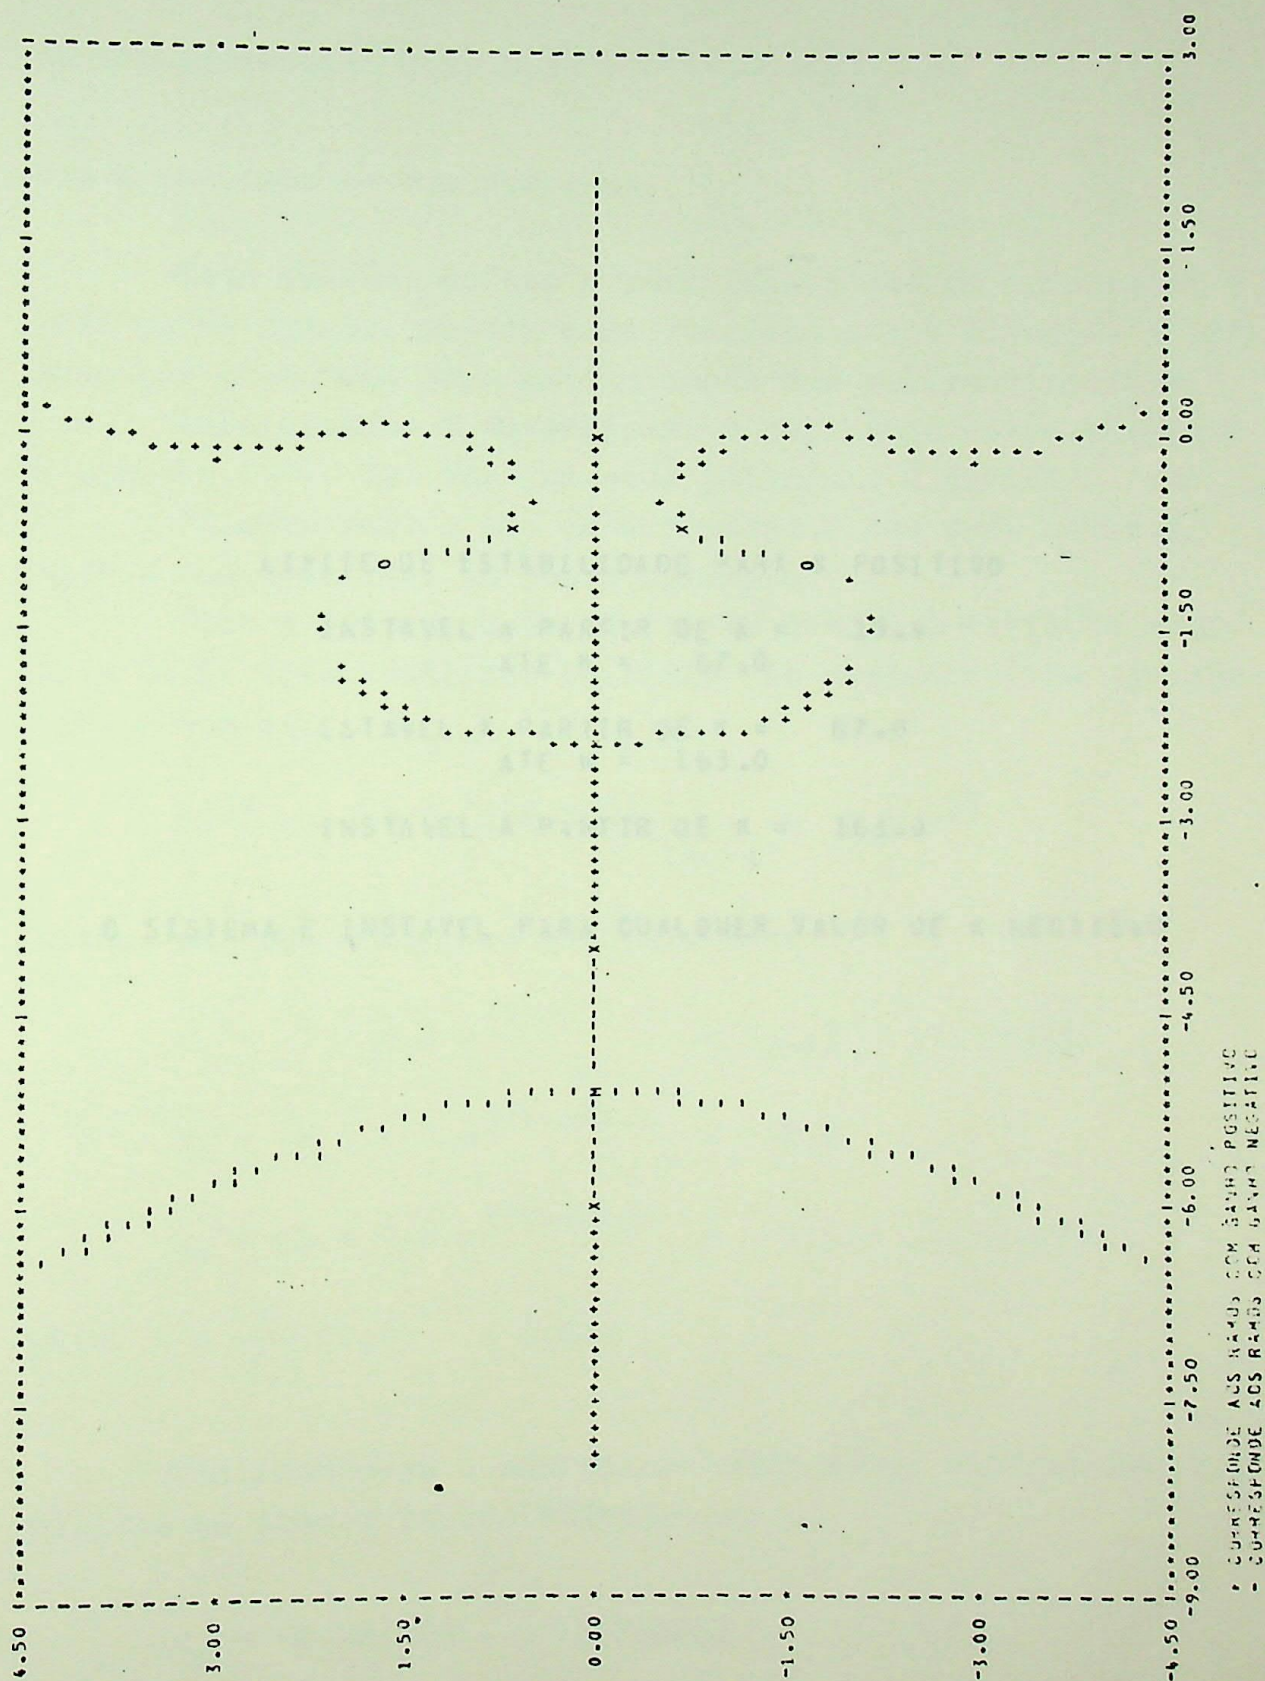 4.50
3.00
1.50
0.00
-1.50
-3.00
-4.50
-9.00 -7.50 -6.00 -4.50 -3.00 -1.50 0.00 1.50 3.00
+ CORRESPONDE AOS RAMOS COM GANHO POSITIVO
- CORRESPONDE AOS RAMOS COM GANHO NEGATIVO
LIMITE DE ESTABILIDADE PARA K POSITIVO
A PARTIR DE K =
ATE K = 67.0
ESTAVEL A PARTIR DE K = 67.0
ATE K = 163.0
INSTAVEL A PARTIR DE K =
O SISTEMA E INSTAVEL PARA QUALQUER VALOR DE K NEGATIVO